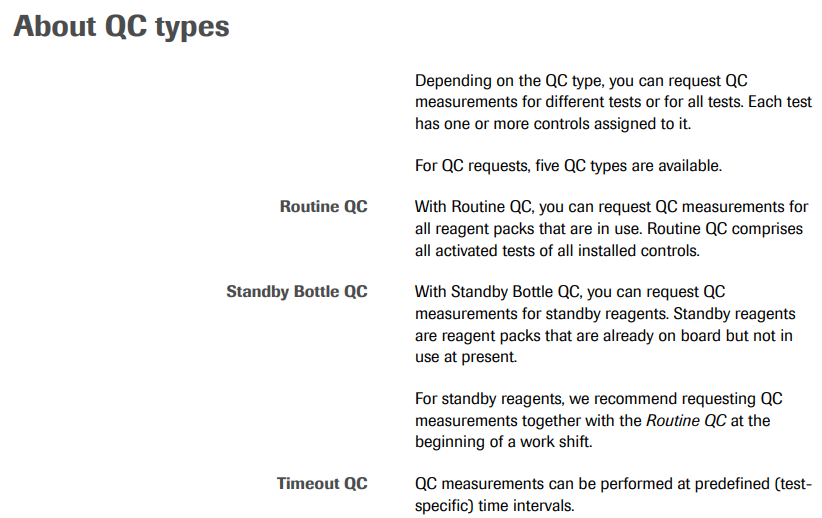 About QC types
Depending on the QC type, you can request QC
measurements for different tests or for all tests. Each test
has one or more controls assigned to it.
For QC requests, five QC types are available.
Routine QC
With Routine QC, you can request QC measurements for
all reagent packs that are in use. Routine QC comprises
all activated tests of all installed controls.
Standby Bottle QC
With Standby Bottle QC, you can request QC
measurements for standby reagents. Standby reagents
are reagent packs that are already on board but not in
use at present.
For standby reagents, we recommend requesting QC
measurements together with the Routine QC at the
beginning of a work shift.
Timeout QC
QC measurements can be performed at predefined (test-
specific) time intervals.